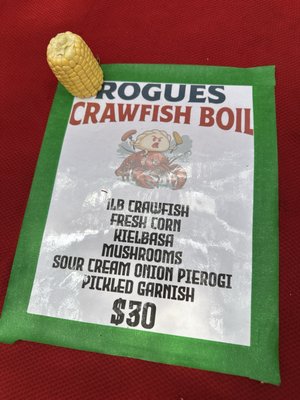 ROGUES
CRAWFISH BOIL
1LB CRAWFISH
FRESH CORN
KIELBASA
MUSHROOMS
SOUR CREAM ONION PIEROGI
PICKLED GARNISH
$30